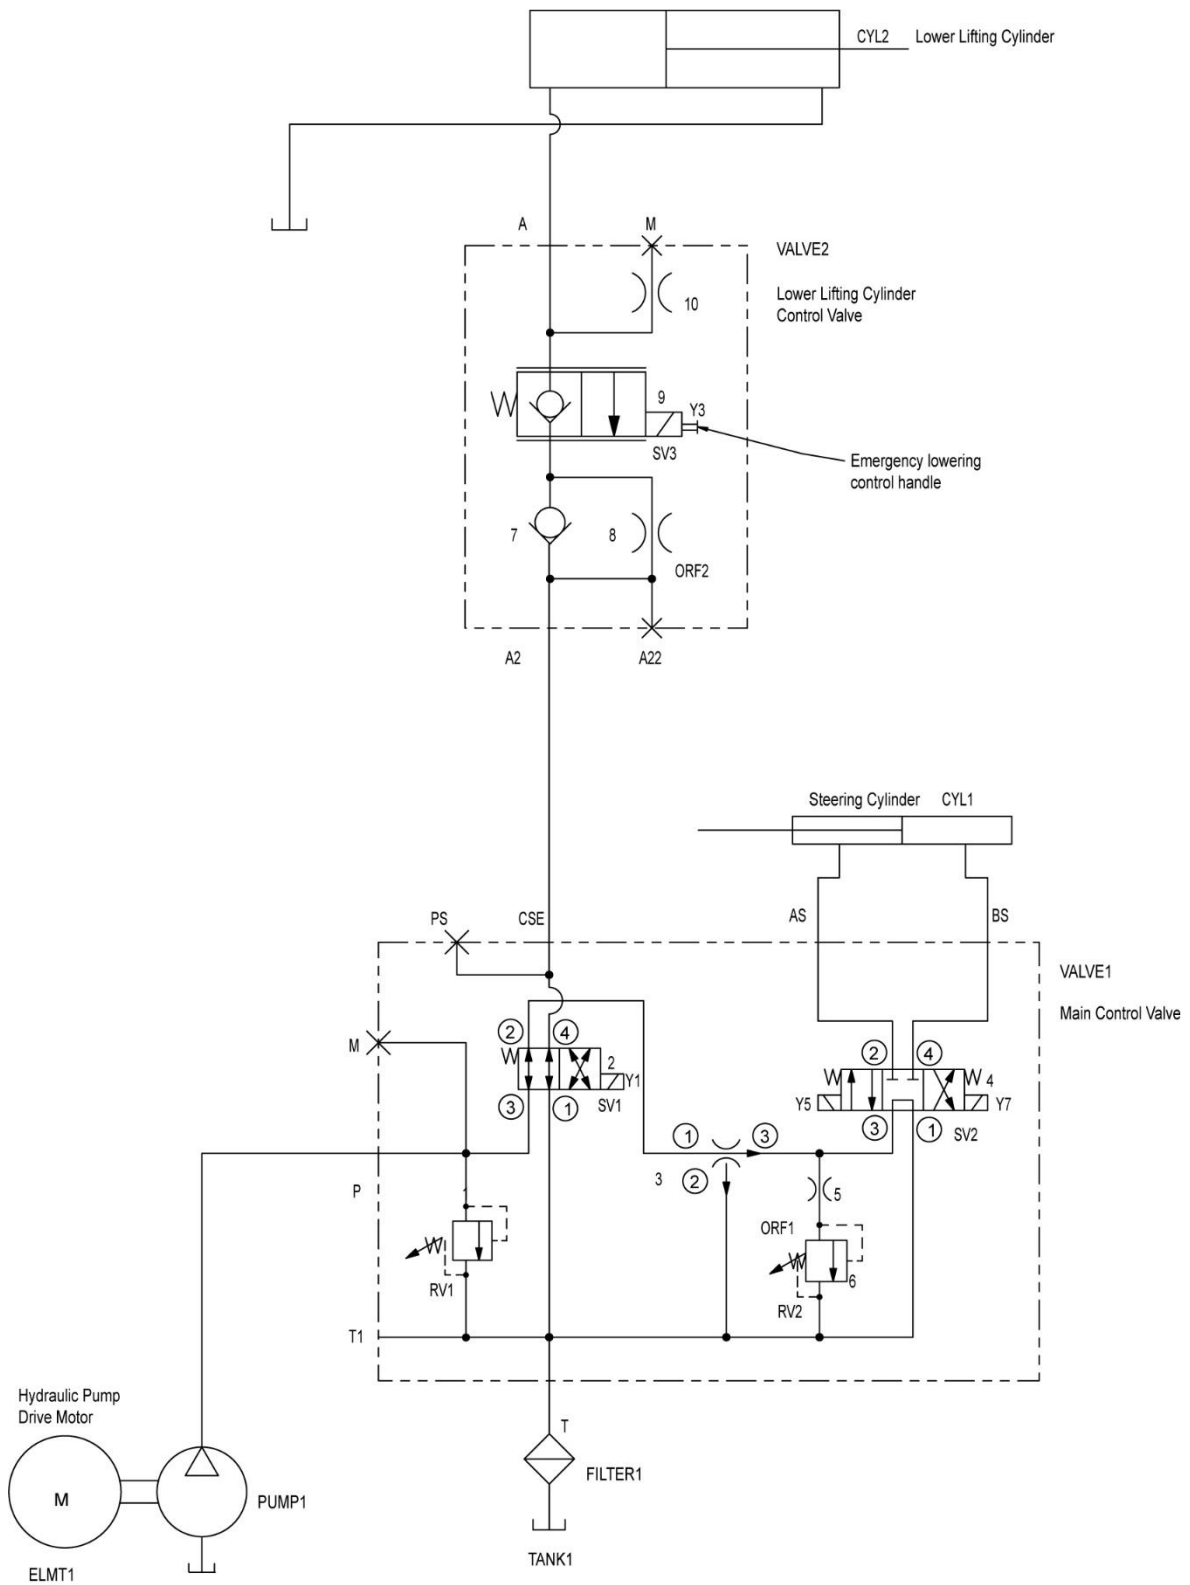 CYL2
Lower Lifting Cylinder
A
M
VALVE2
Lower Lifting Cylinder
Control Valve
10
9
Y3
SV3
Emergency lowering
control handle
7
8
ORF2
A2
A22
Steering Cylinder
CYL1
PS
CSE
AS
BS
VALVE1
Main Control Valve
M
2
4
2
Y1
3
1
SV1
2
4
4
Y5
Y7
3
1
SV2
1
3
3
2
P
5
ORF1
6
RV1
RV2
T1
Hydraulic Pump
Drive Motor
T
FILTER1
M
PUMP1
TANK1
ELMT1